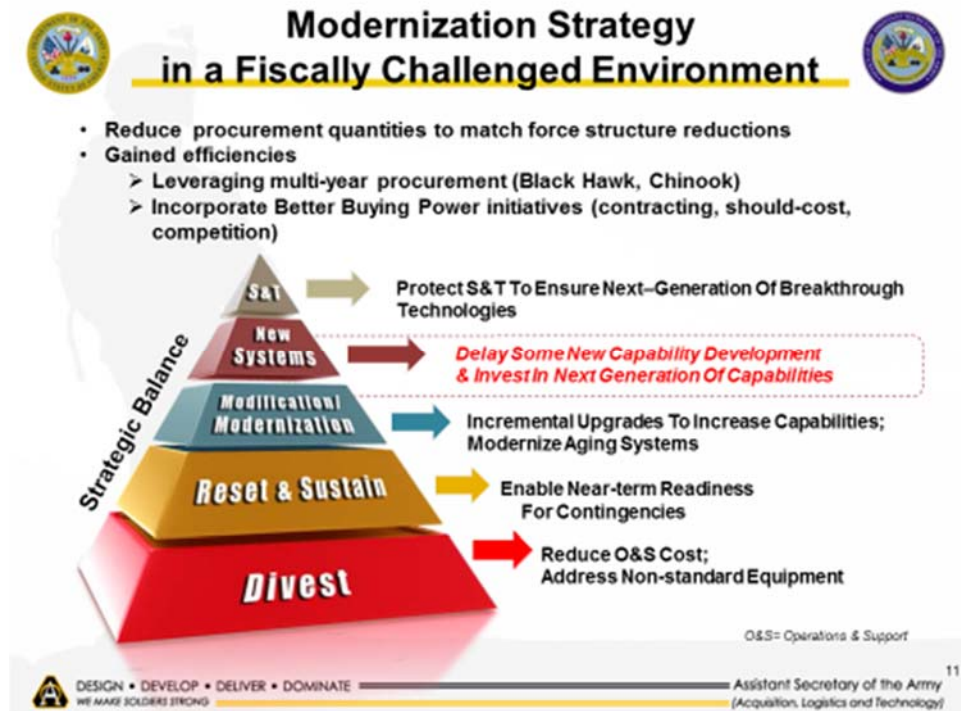 Modernization Strategy
in a Fiscally Challenged Environment
• Reduce procurement quantities to match force structure reductions
• Gained efficiencies
➢ Leveraging multi-year procurement (Black Hawk, Chinook)
➢ Incorporate Better Buying Power initiatives (contracting, should-cost,
competition)
Strategic Balance
S&T
Protect S&T To Ensure Next–Generation Of Breakthrough
Technologies
New
Systems
Delay Some New Capability Development
& Invest In Next Generation Of Capabilities
Modification/
Modernization
Incremental Upgrades To Increase Capabilities;
Modernize Aging Systems
Reset & Sustain
Enable Near-term Readiness
For Contingencies
Divest
Reduce O&S Cost;
Address Non-standard Equipment
O&S= Operations & Support
11
DESIGN • DEVELOP • DELIVER • DOMINATE
WE MAKE SOLDIERS STRONG
Assistant Secretary of the Army
(Acquisition, Logistics and Technology)